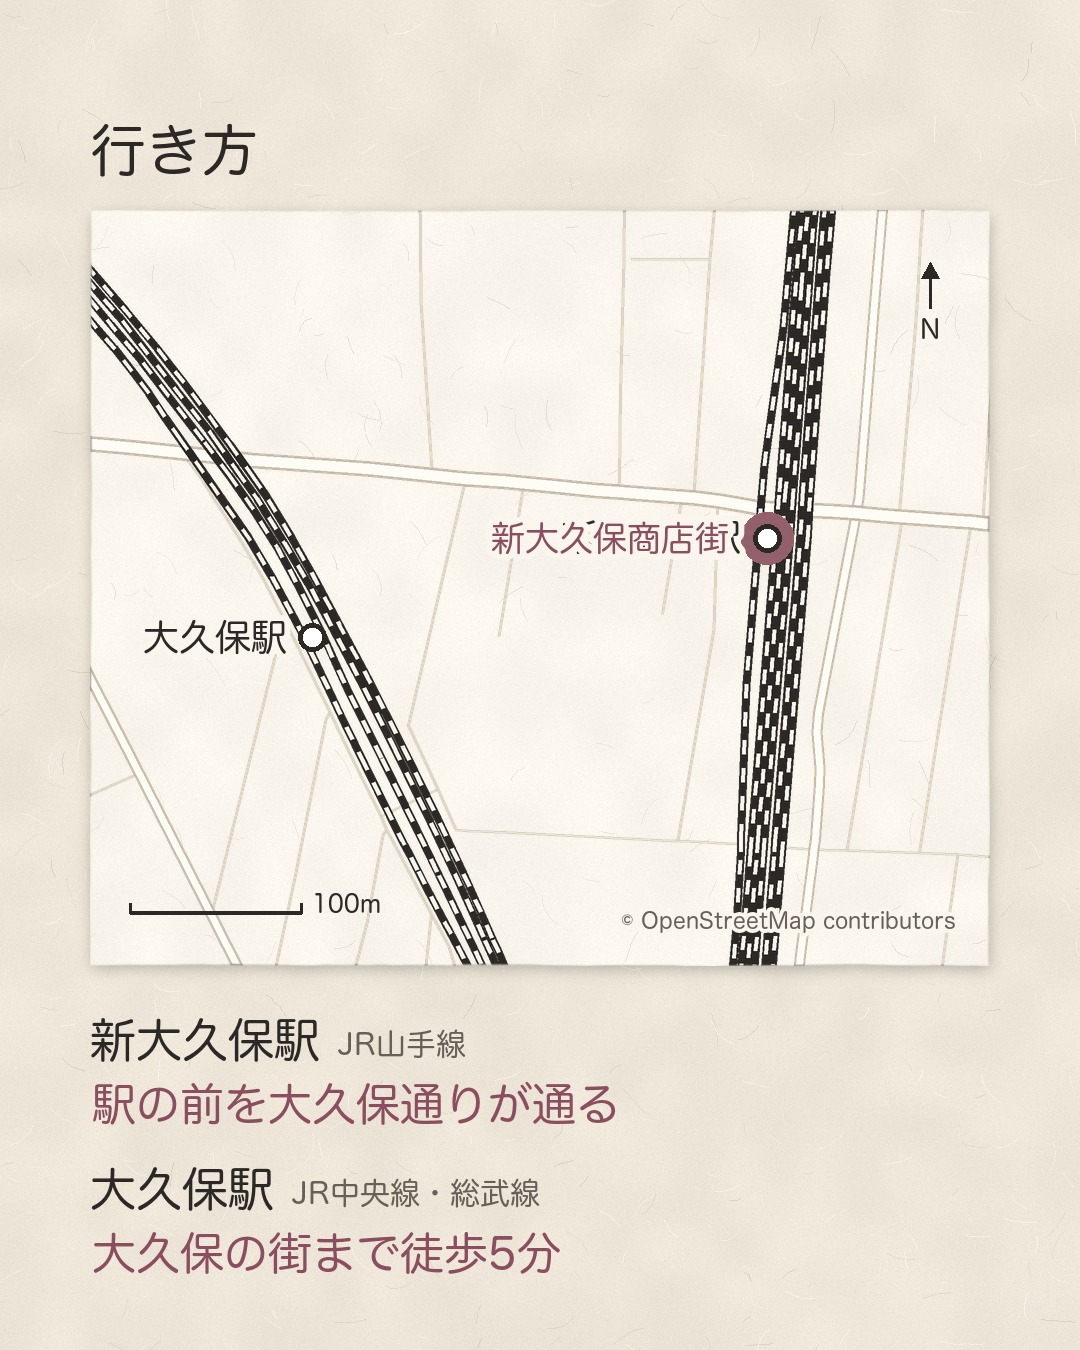 行き方
N
新大久保商店街
大久保駅
100m
© OpenStreetMap contributors
新大久保駅 JR山手線
駅の前を大久保通りが通る
大久保駅 JR中央線・総武線
大久保の街まで徒歩5分